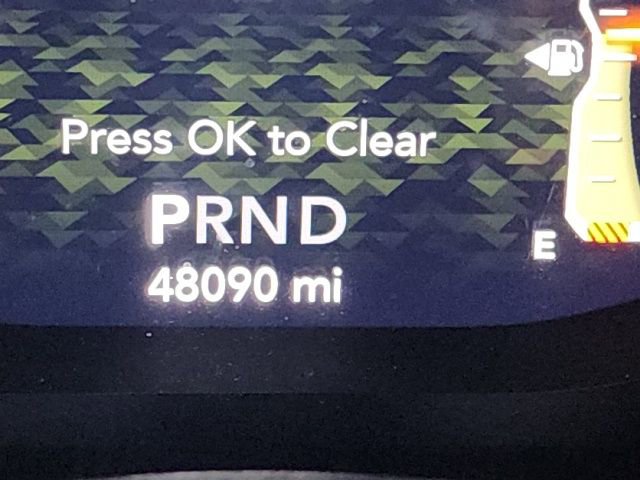 Press OK to Clear
PRND
E
48090 mi